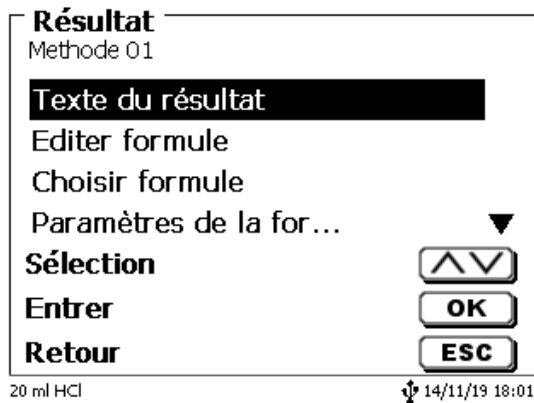 Résultat
Methode 01
Texte du résultat
Editer formule
Choisir formule
Paramètres de la for...
Sélection
Entrer OK
Retour ESC
20 ml HCl 14/11/19 18:01